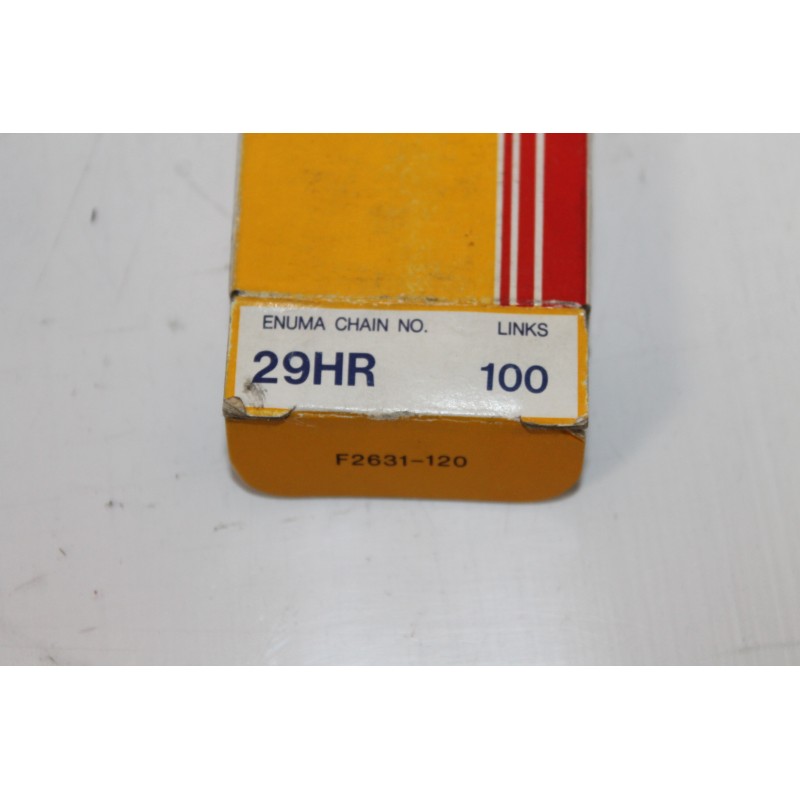 ENUMA CHAIN NO. LINKS
29HR 100
F2631-120